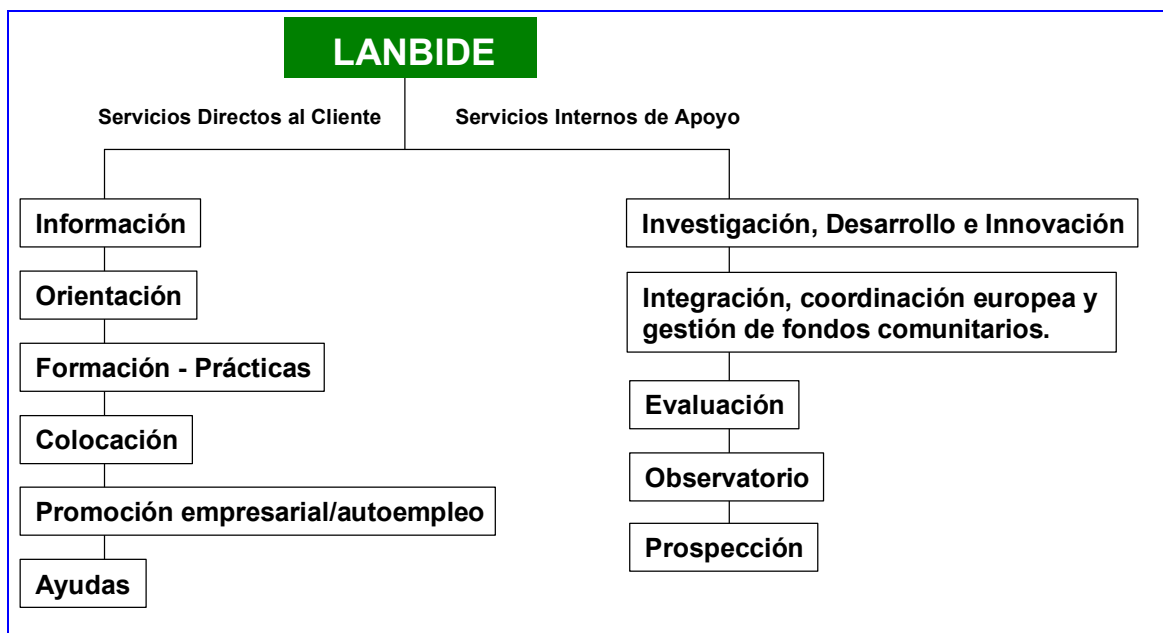 LANBIDE
Servicios Directos al Cliente
Servicios Internos de Apoyo
Información
Orientación
Formación - Prácticas
Colocación
Promoción empresarial/autoempleo
Ayudas
Investigación, Desarrollo e Innovación
Integración, coordinación europea y
gestión de fondos comunitarios.
Evaluación
Observatorio
Prospección